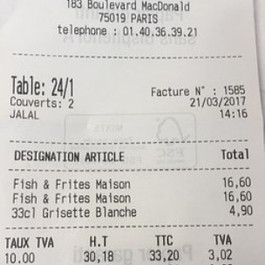 183 Boulevard MacDonald
75019 PARIS
telephone : 01.40.36.39.21
Table: 24/1
Facture N° : 1585
Couverts: 2
21/03/2017
JALAL
14:16
DESIGNATION ARTICLE Total
Fish & Frites Maison 16,60
Fish & Frites Maison 16,60
33cl Grisette Blanche 4,90
TAUX TVA H.T TTC TVA
10.00 30,18 33,20 3,02